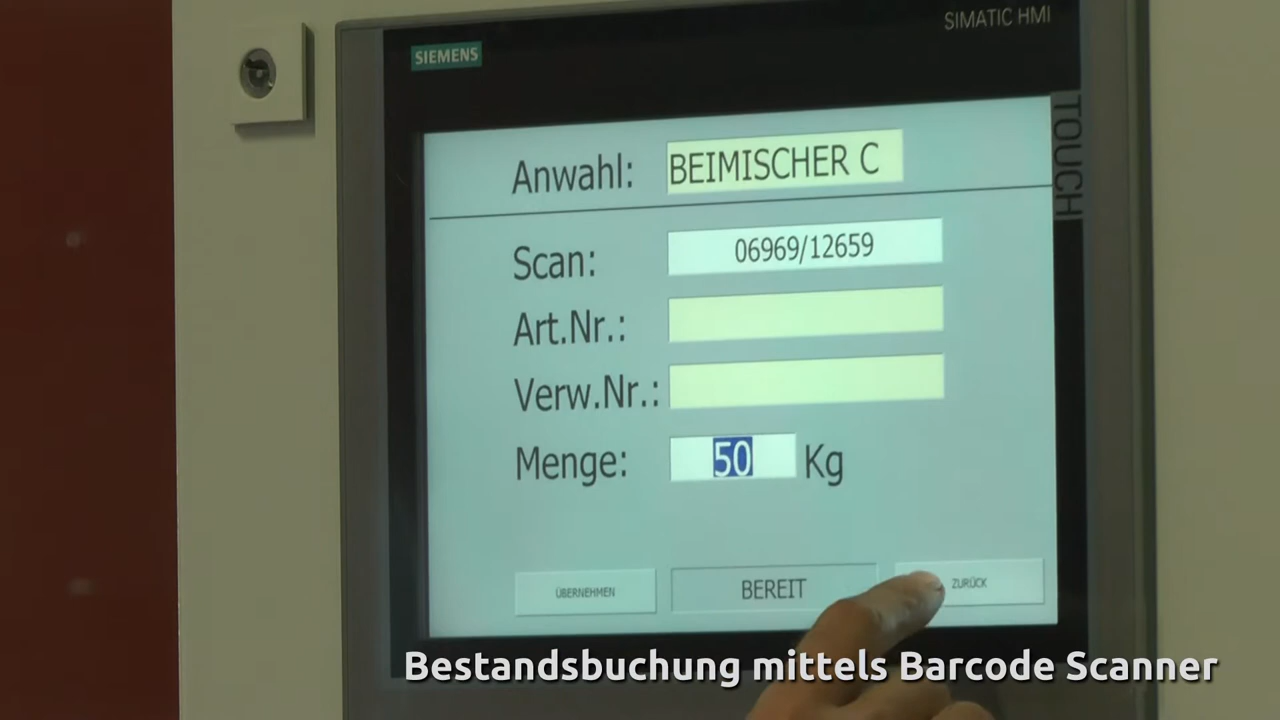 SIMATIC HMI
SIEMENS
TOUCH
Anwahl: BEIMISCHER C
Scan: 06969/12659
Art.Nr.:
Verw.Nr.:
Menge: 50 Kg
ÜBERNEHMEN BEREIT ZURÜCK
Bestandsbuchung mittels Barcode Scanner